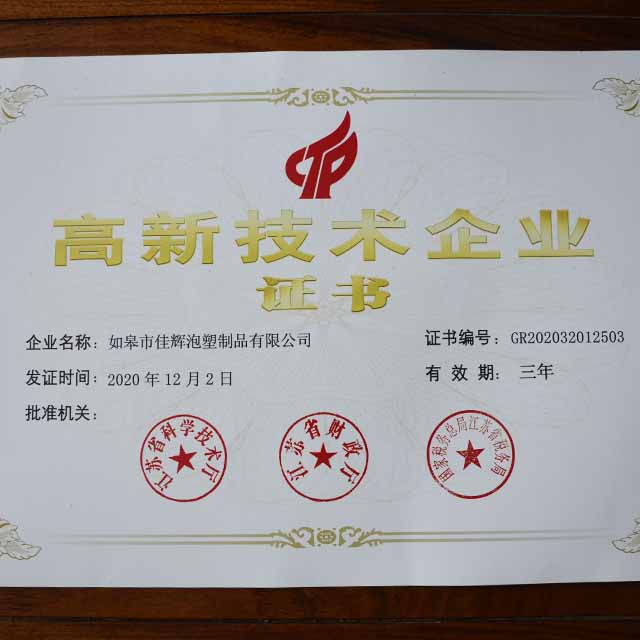 CTP
高新技术企业
证书
企业名称：如皋市佳辉泡塑制品有限公司
证书编号：GR202032012503
发证时间：2020年12月2日
有效期：三年
批准机关：
江苏省科学技术厅
江苏省财政厅
国家税务总局江苏省税务局